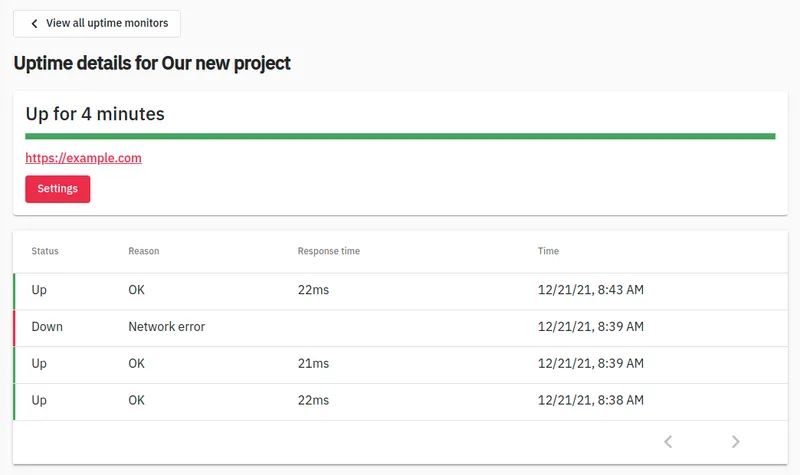 View all uptime monitors
Uptime details for Our new project
Up for 4 minutes
https://example.com
Settings
Status Reason Response time Time
Up OK 22ms 12/21/21, 8:43 AM
Down Network error 12/21/21, 8:39 AM
Up OK 21ms 12/21/21, 8:39 AM
Up OK 22ms 12/21/21, 8:38 AM